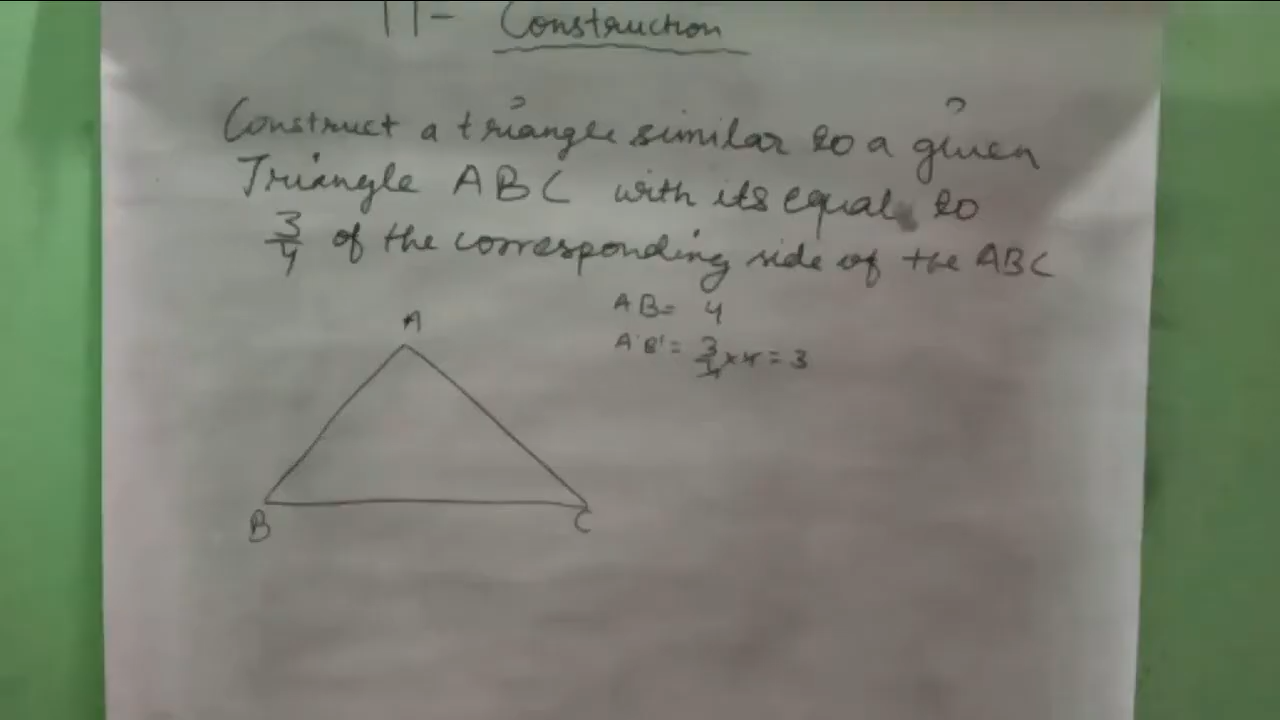 11- Construction
Construct a triangle similar to a given
Triangle ABC with its equal to
3/4 of the corresponding side of the ABC
AB= 4
A'B' = 3/4 x 4 = 3
A
B
C